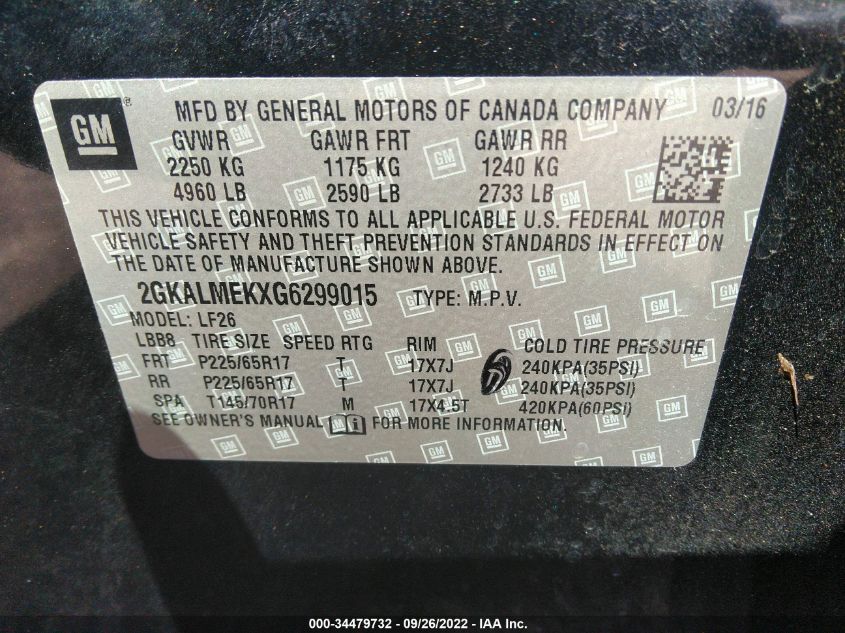 GM ® MFD BY GENERAL MOTORS OF CANADA COMPANY 03/16
GVWR GAWR FRT GAWR RR
2250 KG 1175 KG 1240 KG
4960 LB 2590 LB 2733 LB
THIS VEHICLE CONFORMS TO ALL APPLICABLE U.S. FEDERAL MOTOR
VEHICLE SAFETY AND THEFT PREVENTION STANDARDS IN EFFECT ON
THE DATE OF MANUFACTURE SHOWN ABOVE.
2GKALMEKXG6299015 TYPE: M.P.V.
MODEL: LF26
LBB8 TIRE SIZE SPEED RTG RIM COLD TIRE PRESSURE
FRT P225/65R17 T 17X7J 240KPA(35PSI)
RR P225/65R17 T 17X7J 240KPA(35PSI)
SPA T145/70R17 M 17X4.5T 420KPA(60PSI)
SEE OWNER'S MANUAL FOR MORE INFORMATION.
000-34479732 - 09/26/2022 - IAA Inc.